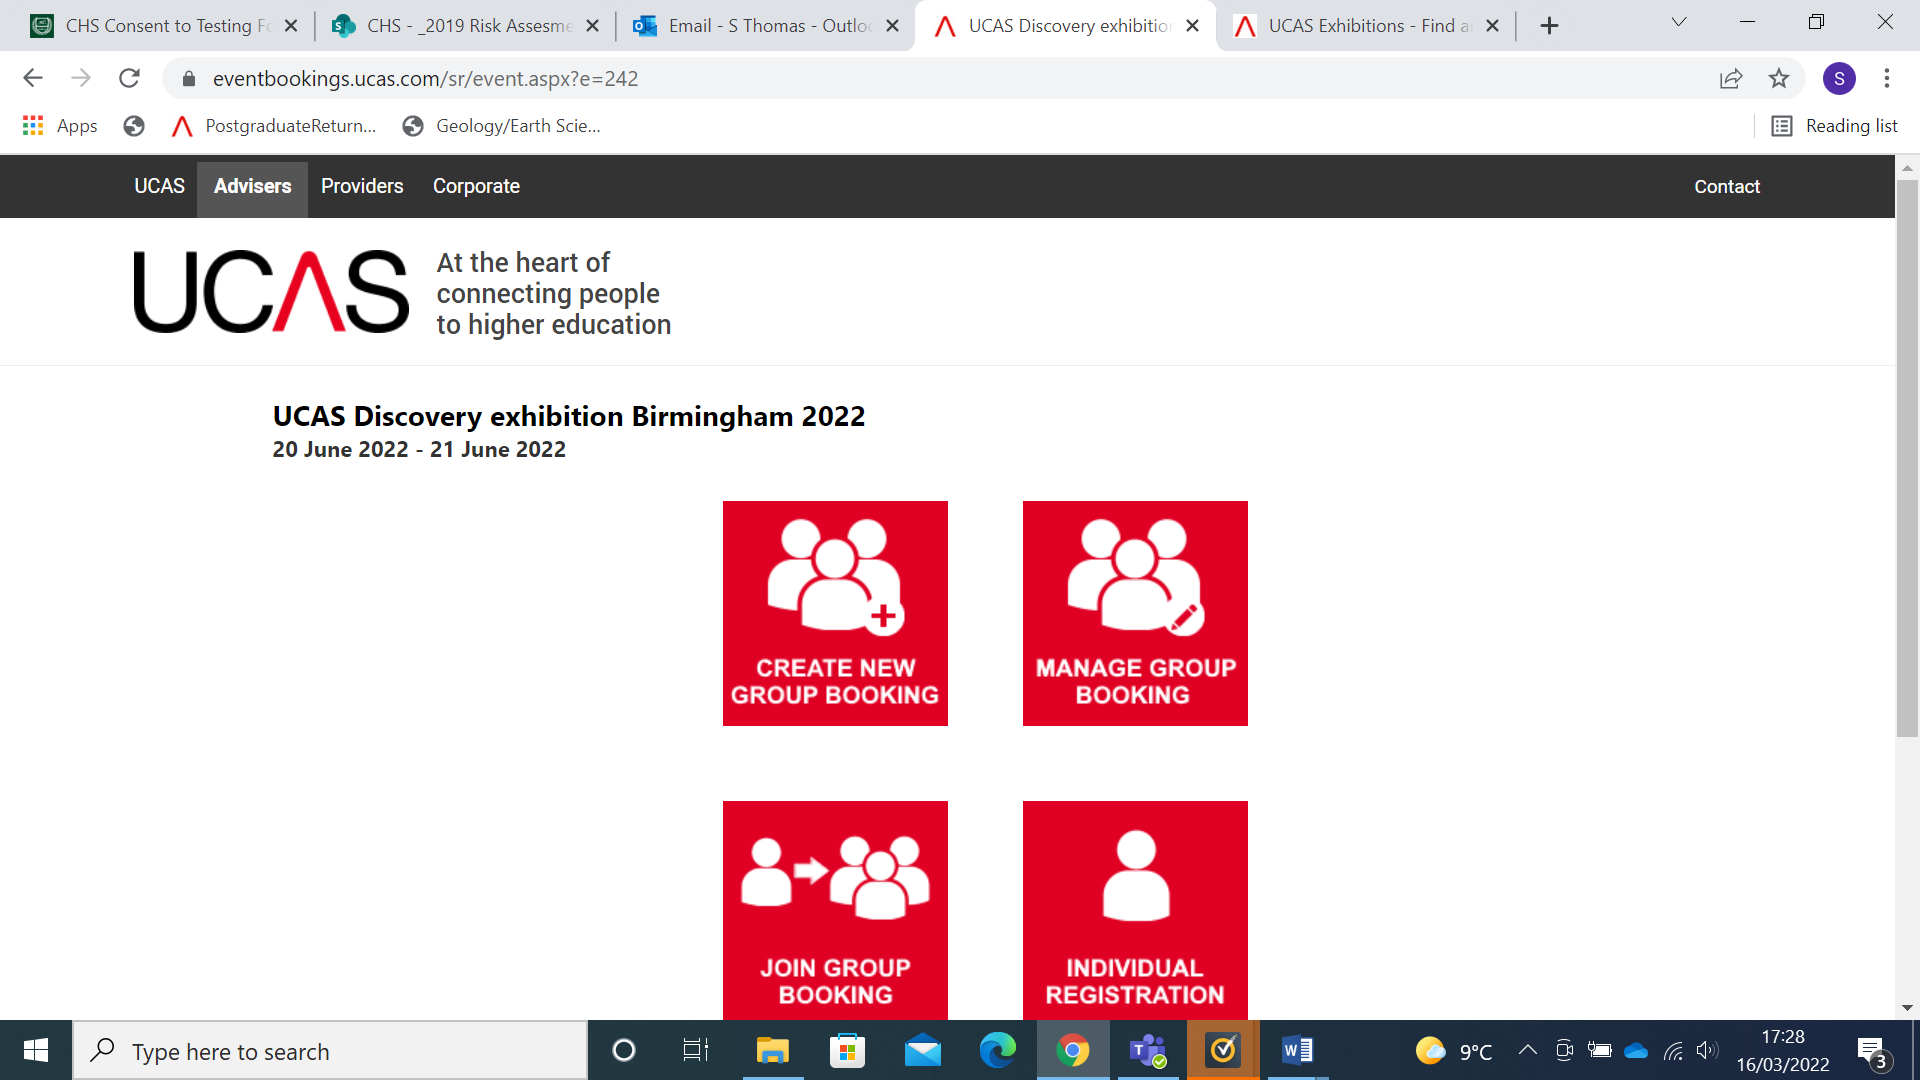 CHS Consent to Testing Fo
CHS - _2019 Risk Assesme
Email - S Thomas - Outloo
UCAS Discovery exhibition
UCAS Exhibitions - Find a
eventbookings.ucas.com/sr/event.aspx?e=242
S
Apps
PostgraduateReturn...
Geology/Earth Scie...
Reading list
UCAS Advisers Providers Corporate Contact
UCAS
At the heart of
connecting people
to higher education
UCAS Discovery exhibition Birmingham 2022
20 June 2022 - 21 June 2022
CREATE NEW
GROUP BOOKING
MANAGE GROUP
BOOKING
JOIN GROUP
BOOKING
INDIVIDUAL
REGISTRATION
Type here to search
9°C
17:28
16/03/2022
3